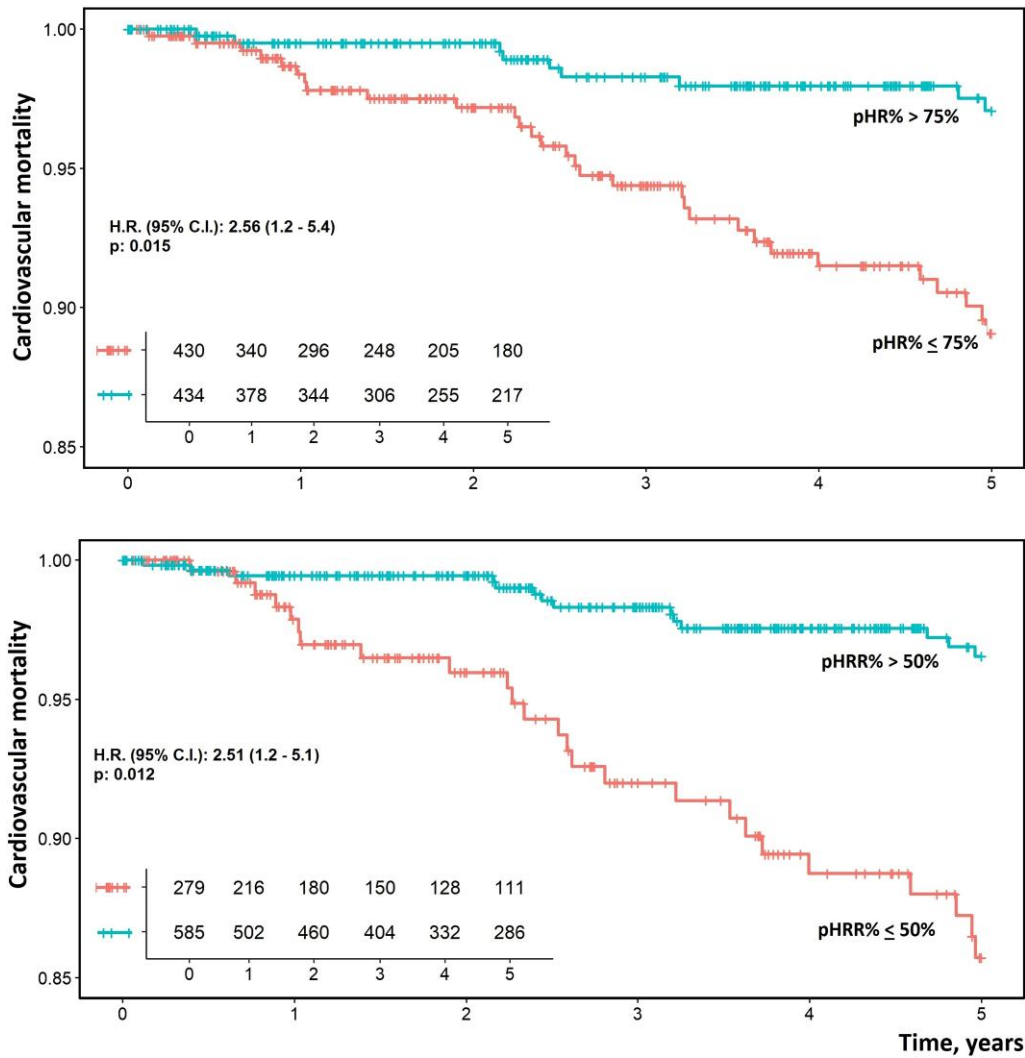 Cardiovascular mortality
1.00
0.95
0.90
0.85
pHR% > 75%
H.R. (95% C.I.): 2.56 (1.2 - 5.4)
p: 0.015
pHR% ≤ 75%
430 340 296 248 205 180
434 378 344 306 255 217
0 1 2 3 4 5
0 1 2 3 4 5
Cardiovascular mortality
1.00
0.95
0.90
0.85
pHRR% > 50%
H.R. (95% C.I.): 2.51 (1.2 - 5.1)
p: 0.012
279 216 180 150 128 111
585 502 460 404 332 286
0 1 2 3 4 5
pHRR% ≤ 50%
0 1 2 3 4 5
Time, years